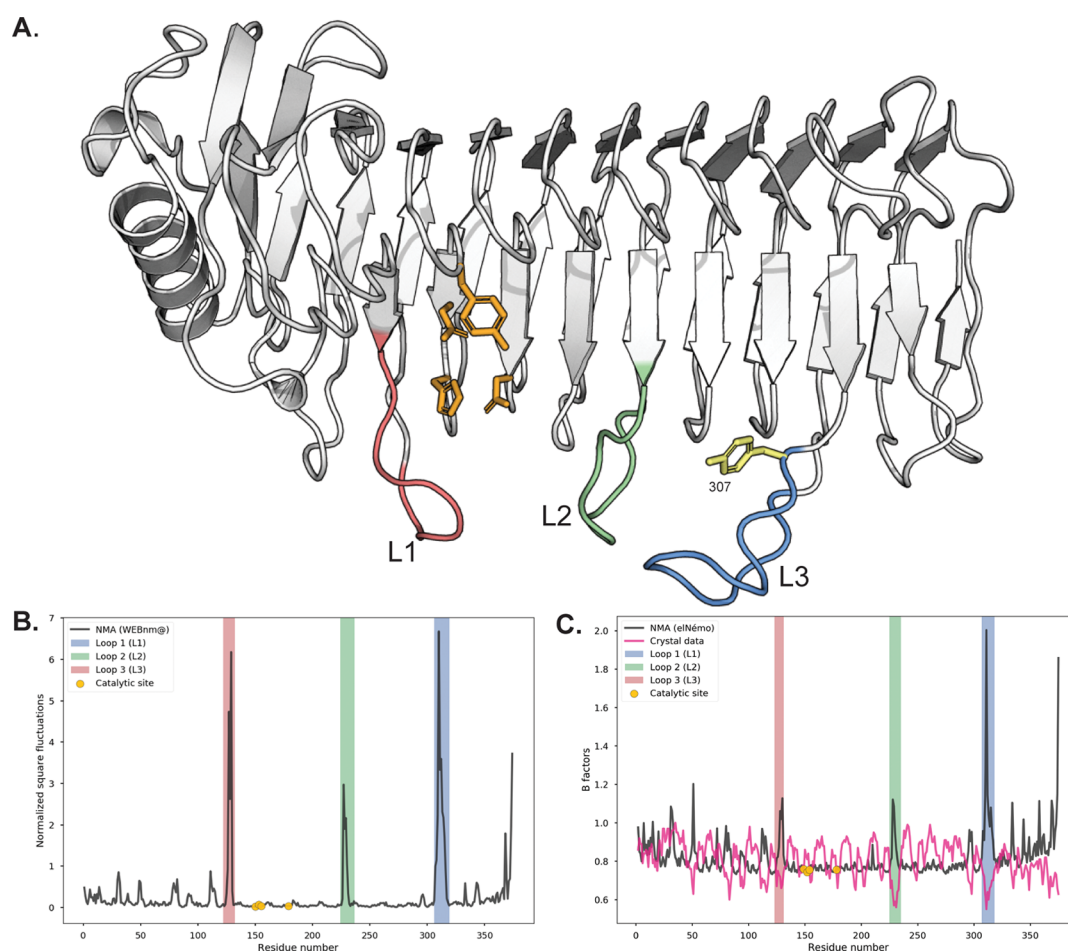 A.
307
L1
L2
L3
B.
7
6
5
4
3
2
1
0
Normalized square fluctuations
NMA (WEBnm@)
Loop 1 (L1)
Loop 2 (L2)
Loop 3 (L3)
Catalytic site
0 50 100 150 200 250 300 350
Residue number
C.
2.0
1.8
1.6
1.4
1.2
1.0
0.8
0.6
B factors
NMA (elNémo)
Crystal data
Loop 1 (L1)
Loop 2 (L2)
Loop 3 (L3)
Catalytic site
0 50 100 150 200 250 300 350
Residue number